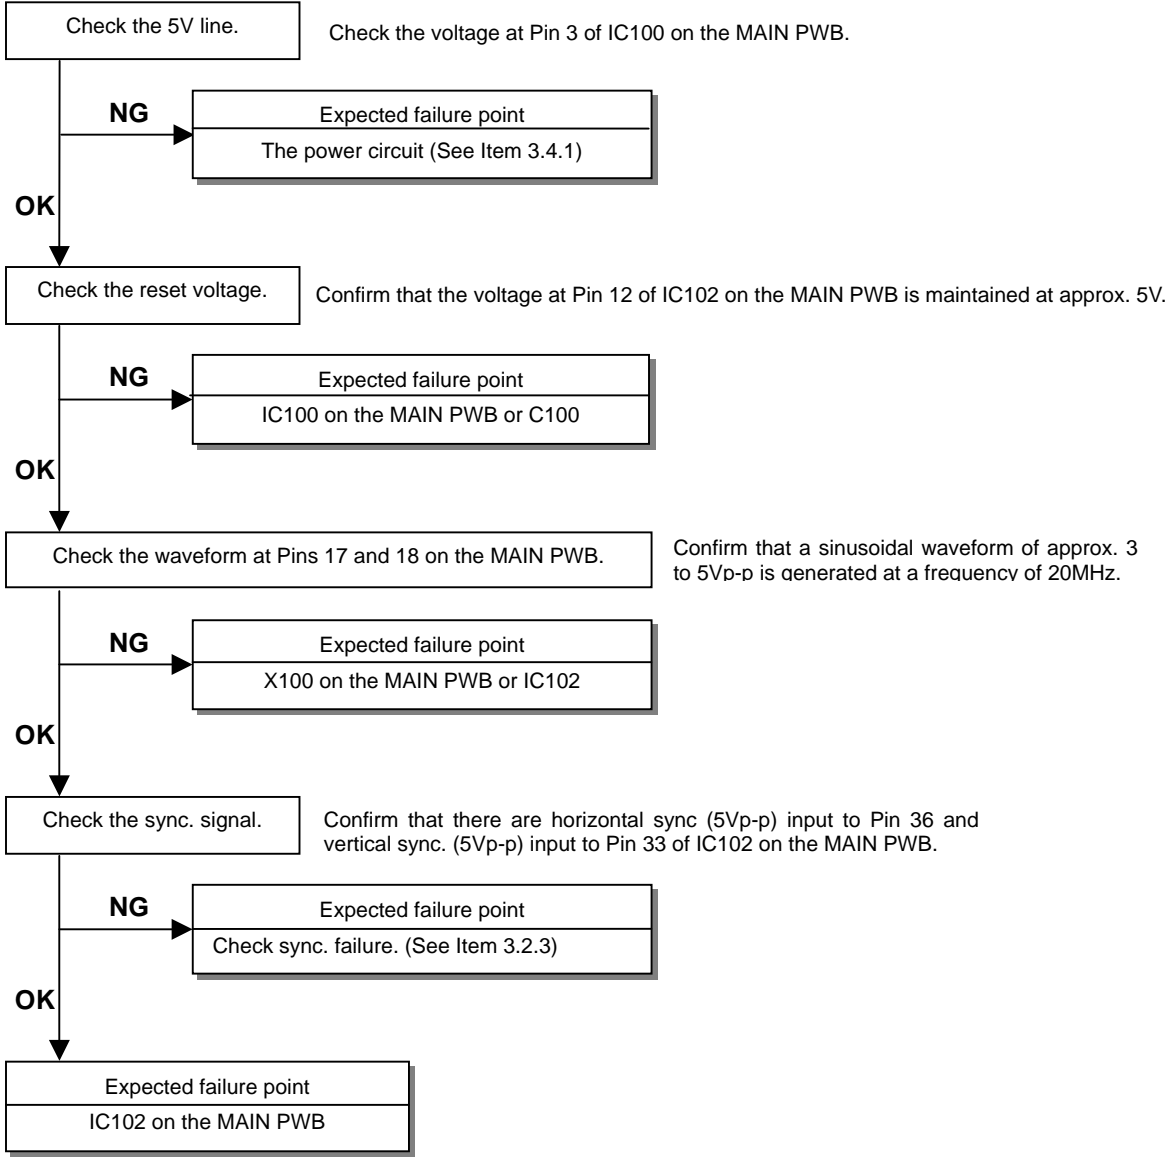 Check the 5V line.
Check the voltage at Pin 3 of IC100 on the MAIN PWB.
NG
Expected failure point
The power circuit (See Item 3.4.1)
OK
Check the reset voltage.
Confirm that the voltage at Pin 12 of IC102 on the MAIN PWB is maintained at approx. 5V.
NG
Expected failure point
IC100 on the MAIN PWB or C100
OK
Check the waveform at Pins 17 and 18 on the MAIN PWB.
Confirm that a sinusoidal waveform of approx. 3
to 5Vp-p is generated at a frequency of 20MHz.
NG
Expected failure point
X100 on the MAIN PWB or IC102
OK
Check the sync. signal.
Confirm that there are horizontal sync (5Vp-p) input to Pin 36 and
vertical sync. (5Vp-p) input to Pin 33 of IC102 on the MAIN PWB.
NG
Expected failure point
Check sync. failure. (See Item 3.2.3)
OK
Expected failure point
IC102 on the MAIN PWB